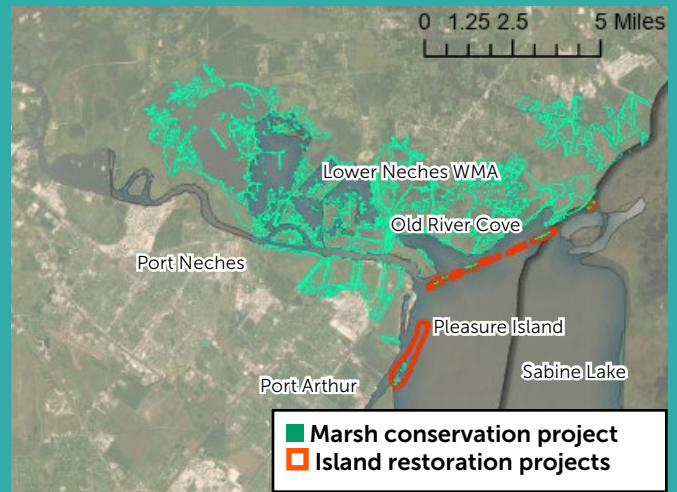 0 1.25 2.5 5 Miles
Lower Neches WMA
Old River Cove
Port Neches
Pleasure Island
Sabine Lake
Port Arthur
Marsh conservation project
Island restoration projects